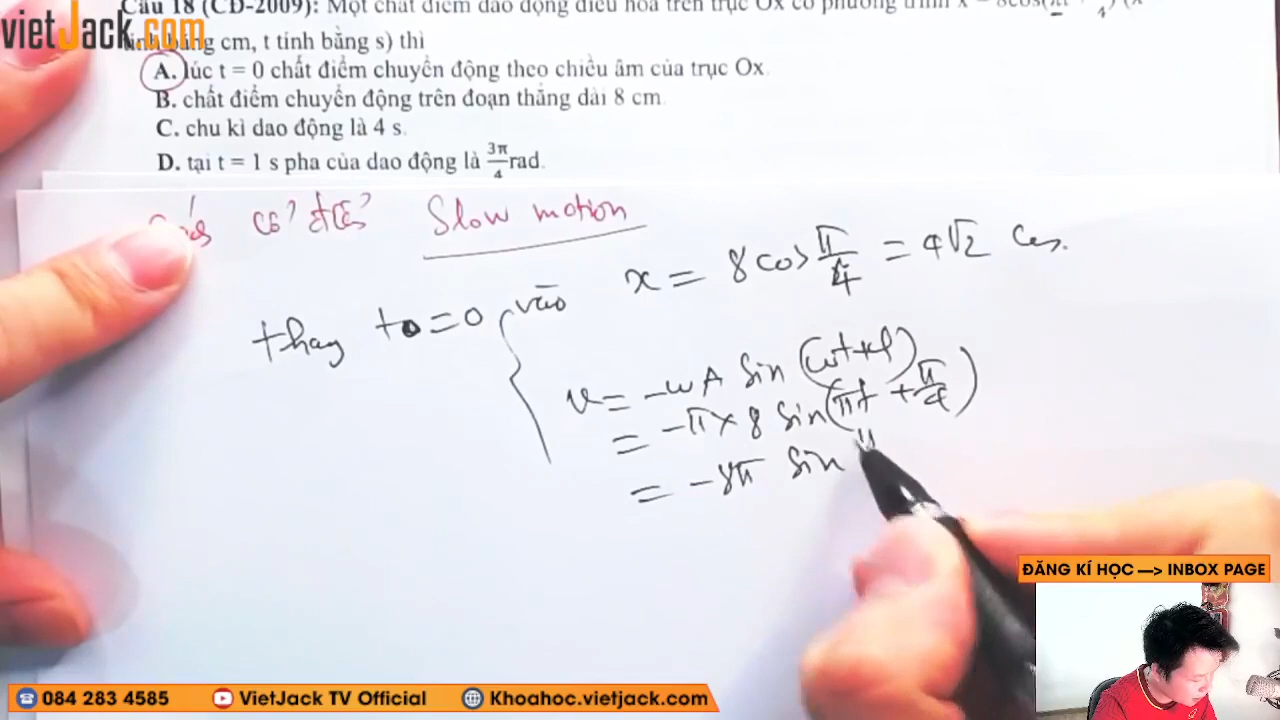 Câu 18 (CĐ-2009): Một chất điểm dao động điều hòa trên trục Ox có phương trình x = 8cos(π
vietJack.com
tính bằng cm, t tính bằng s) thì
A. lúc t = 0 chất điểm chuyển động theo chiều âm của trục Ox.
B. chất điểm chuyển động trên đoạn thẳng dài 8 cm.
C. chu kì dao động là 4 s.
D. tại t = 1 s pha của dao động là 3π/4 rad.
Slow motion
thay t0 = 0 vào
x = 8cos π/4 = 4√2 cm.
v = -ωA sin (ωt+φ)
= -π x 8 sin(πt + π/4)
= -8π sin
ĐĂNG KÍ HỌC —> INBOX PAGE
084 283 4585
VietJack TV Official
Khoahoc.vietjack.com